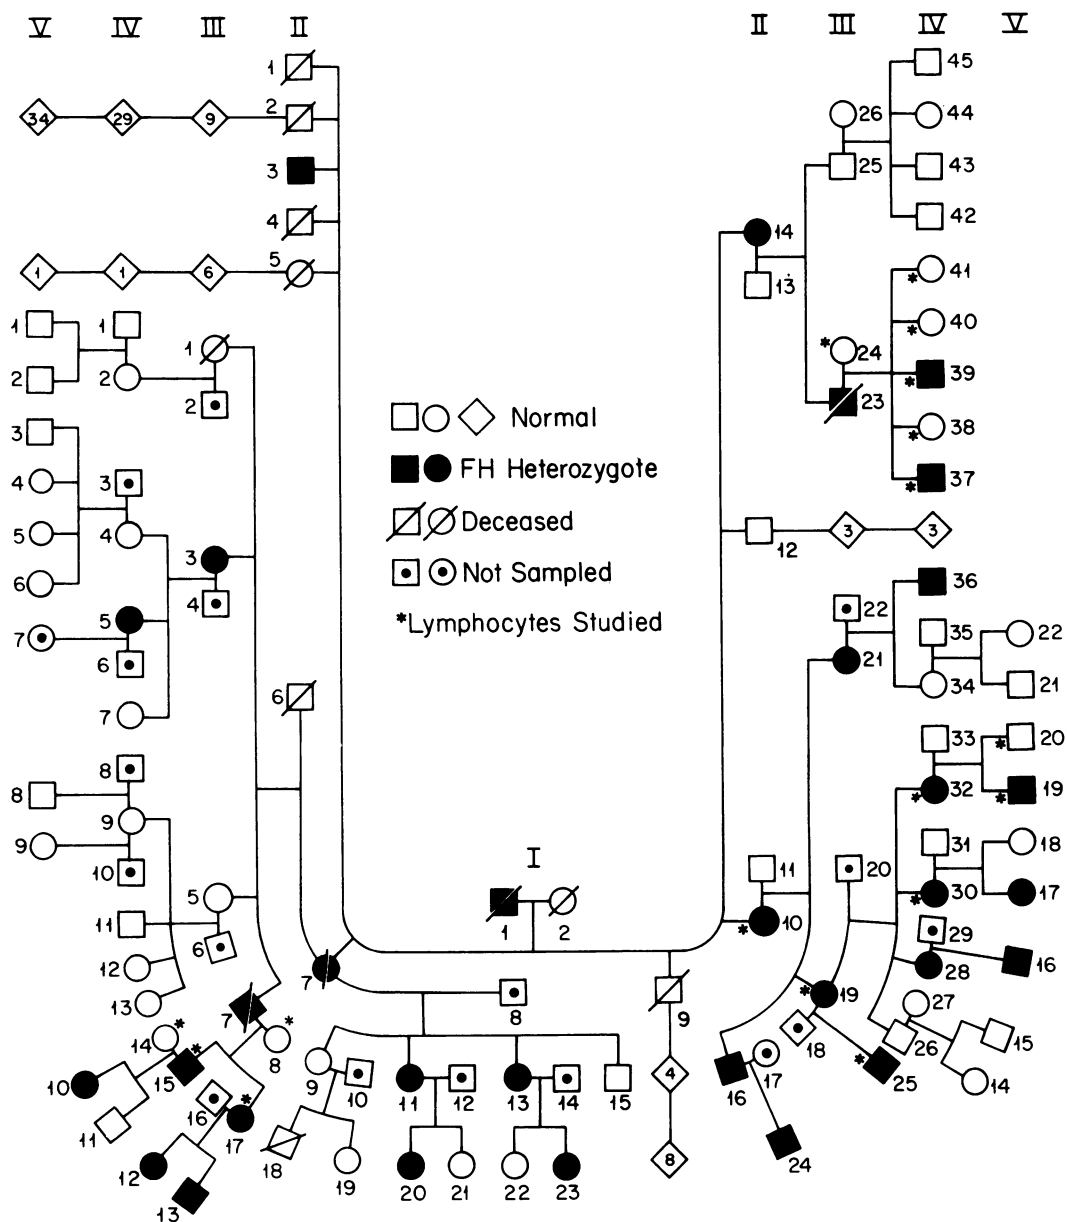 V IV III II II III IV V
1 45
34 29 9 2 26 44
3 25 43
4 14 42
1 1 6 5 13 41
1 1 1 40
2 2 2 24 39
Normal 23
3 38
FH Heterozygote
4 3 37
Deceased
5 4 3 12 3 3
6 4 Not Sampled 36
7 5 *Lymphocytes Studied 22 35 22
6 21 34 21
7 6
8 33 20
8 9 32 19
9 10 I 11 20 31 18
11 5 1 2 10 30 17
6 29
12 7 28 16
13 7 8 9 19 27
14* 8* 18 26 15
10 15* 9 10 11 12 13 14 15 4 16 17 25 14
11 16 17*
12 18 19 20 21 22 23 8 24
13